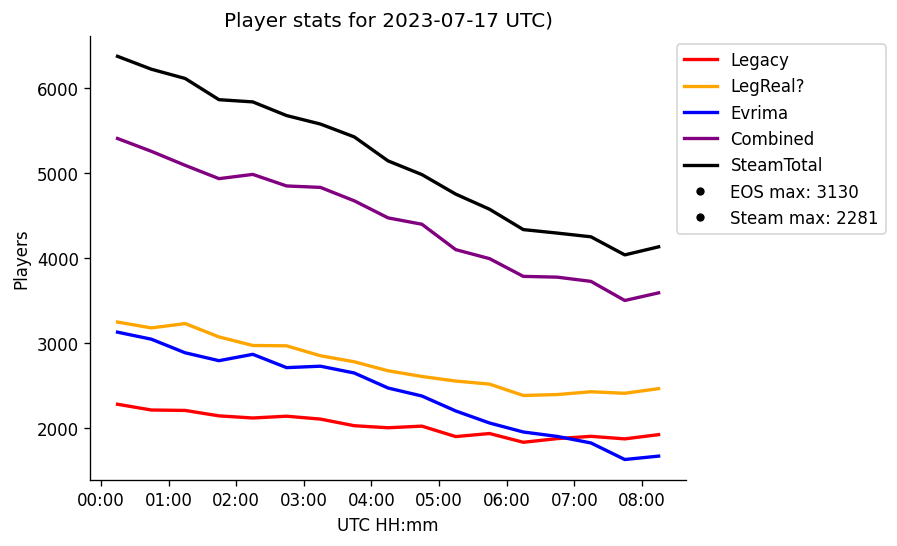 Player stats for 2023-07-17 UTC)
Legacy
LegReal?
Evrima
Combined
SteamTotal
EOS max: 3130
Steam max: 2281
Players
6000
5000
4000
3000
2000
00:00 01:00 02:00 03:00 04:00 05:00 06:00 07:00 08:00
UTC HH:mm